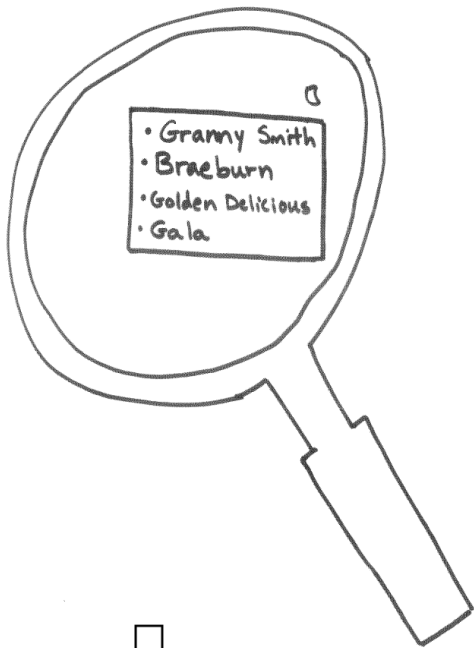 • Granny Smith
• Braeburn
• Golden Delicious
• Gala